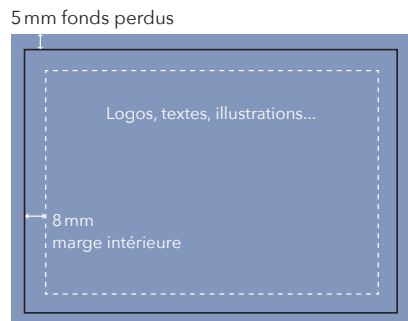 5 mm fonds perdus
Logos, textes, illustrations...
8 mm
marge intérieure